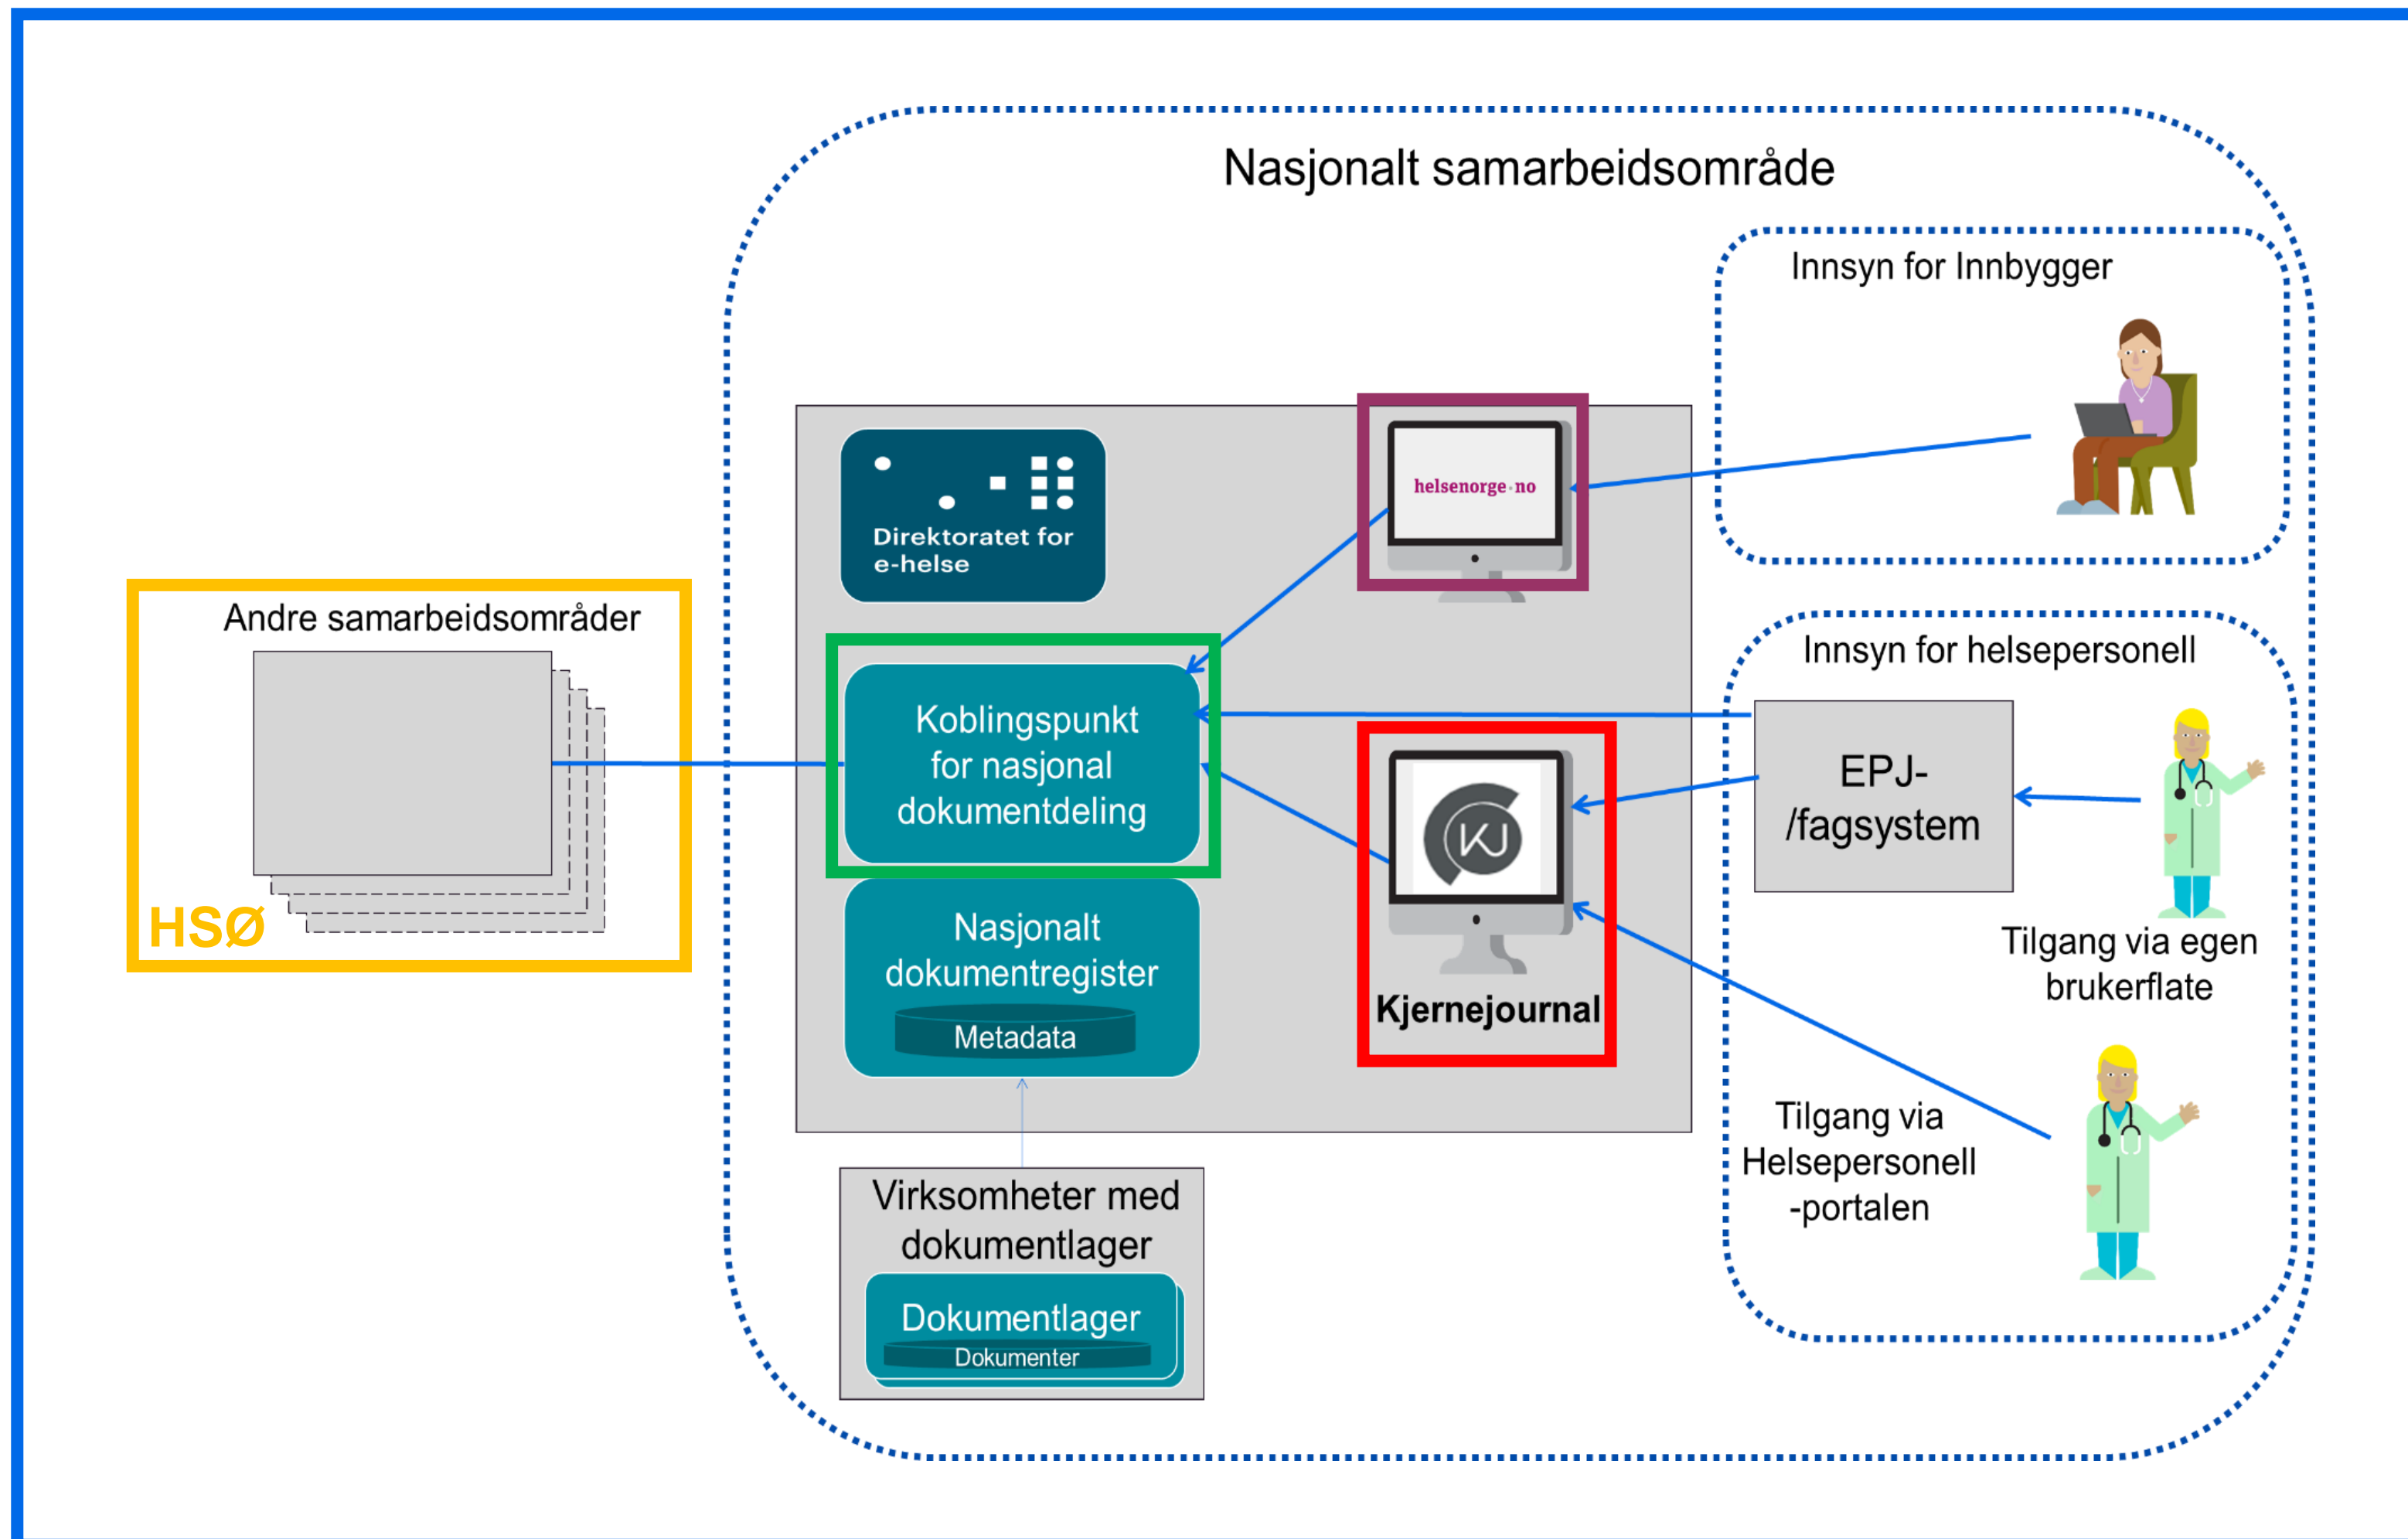 Nasjonalt samarbeidsområde
Innsyn for Innbygger
helsenorge.no
Direktoratet for
e-helse
Andre samarbeidsområder
HSØ
Koblingspunkt
for nasjonal
dokumentdeling
Nasjonalt
dokumentregister
Metadata
KJ
Kjernejournal
Innsyn for helsepersonell
EPJ-
/fagsystem
Tilgang via egen
brukerflate
Tilgang via
Helsepersonell
-portalen
Virksomheter med
dokumentlager
Dokumentlager
Dokumenter